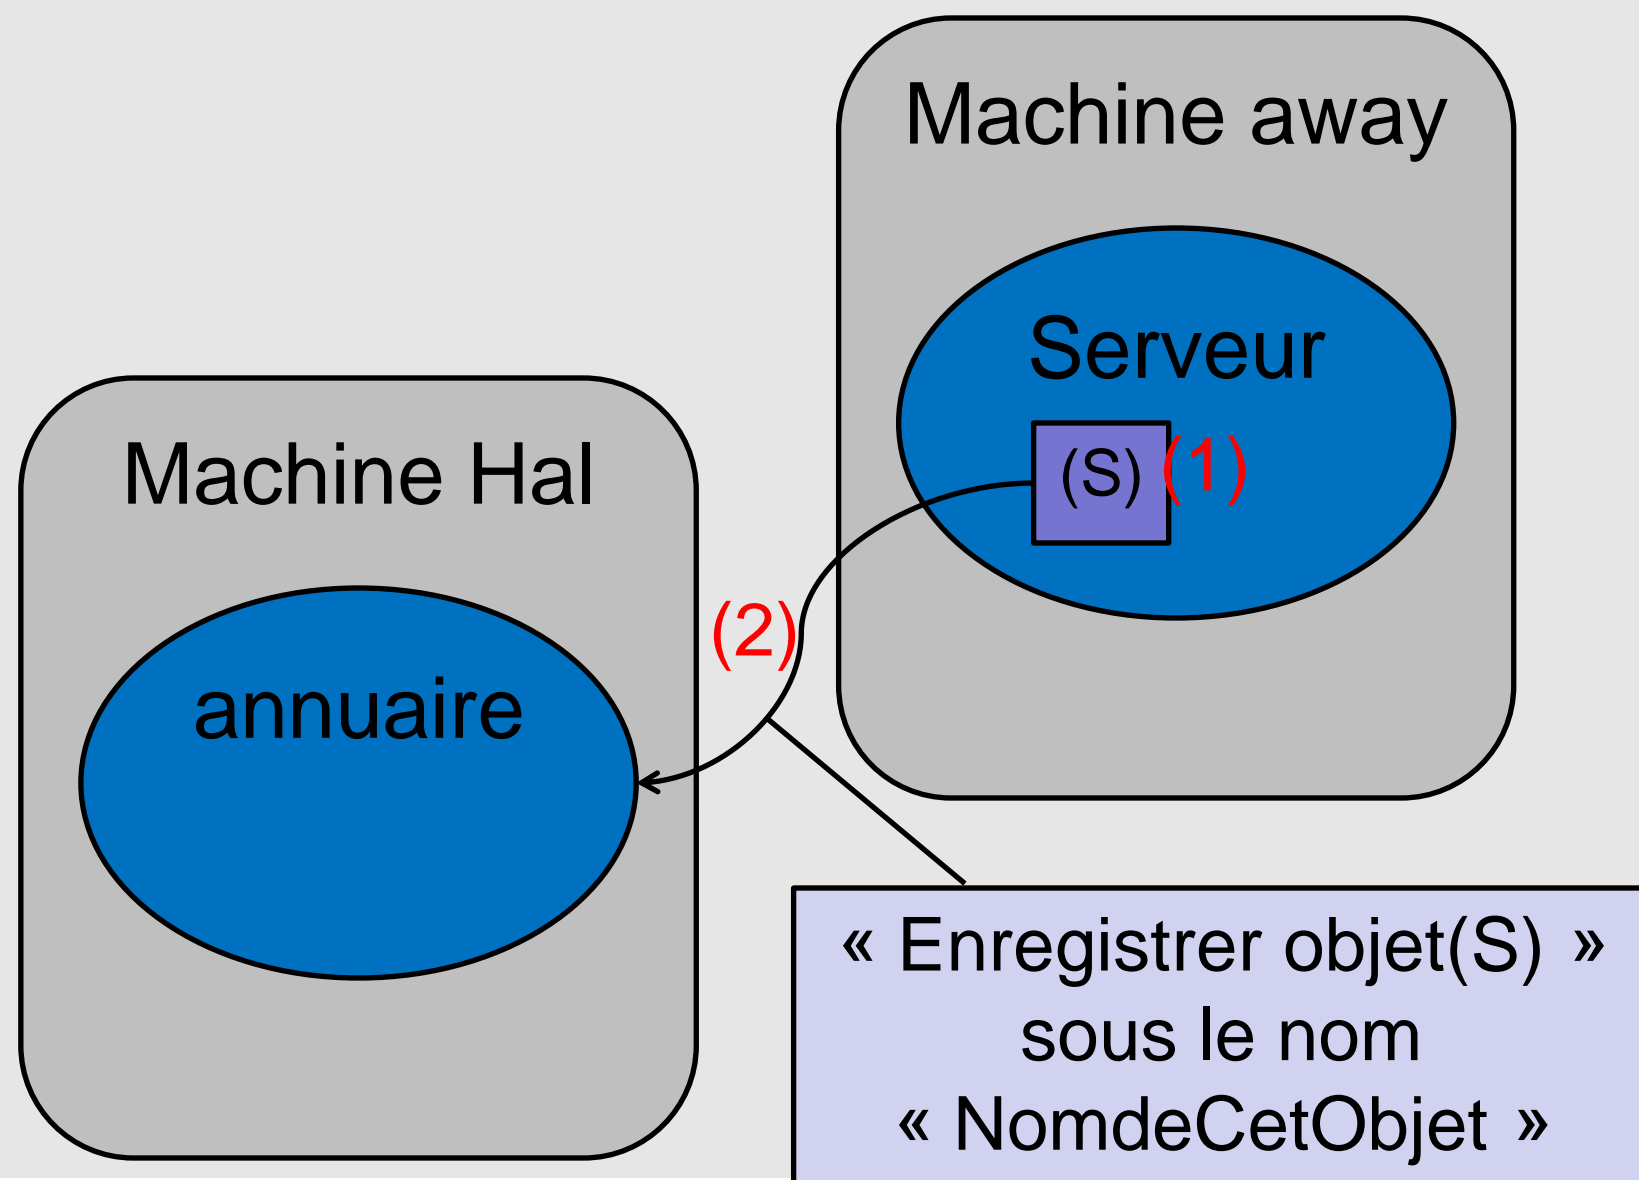 Machine away
Serveur
(S) (1)
Machine Hal
(2)
annuaire
« Enregistrer objet(S) »
sous le nom
« NomdeCetObjet »